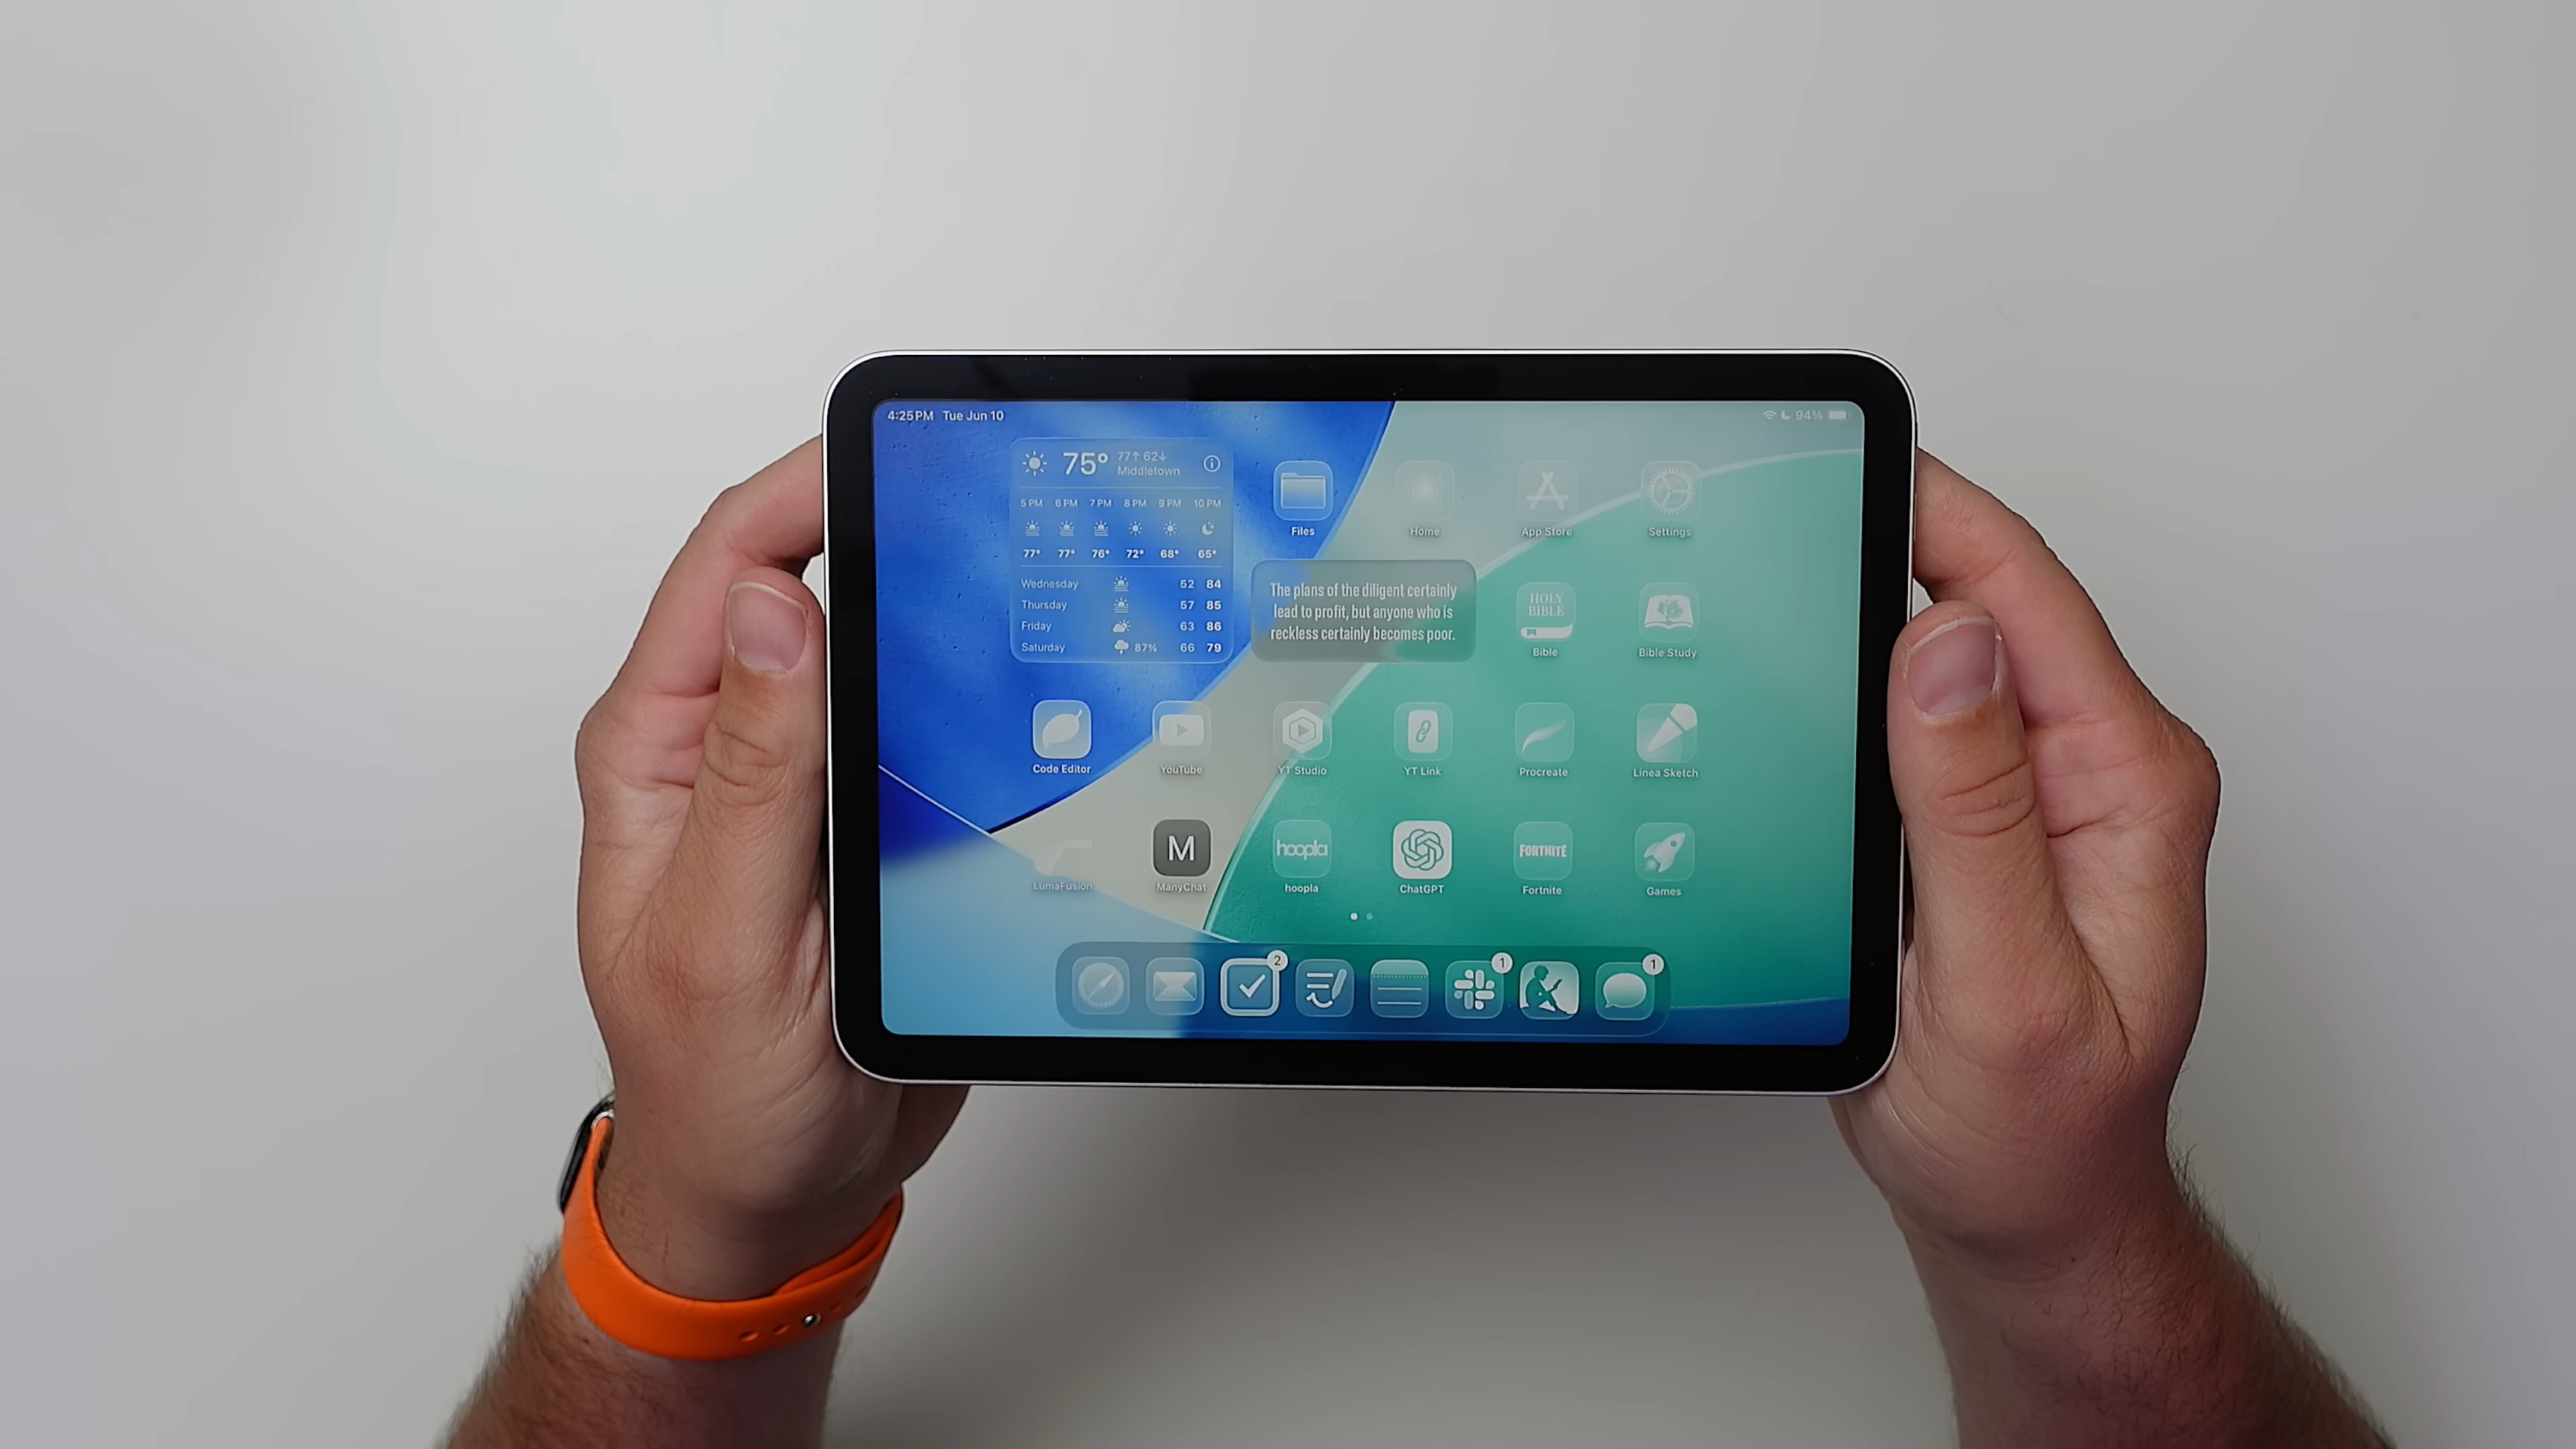 4:25 PM Tue Jun 10
94%
75° 77↑ 62↓
Middletown
5 PM 6 PM 7 PM 8 PM 9 PM 10 PM
77° 77° 76° 72° 68° 65°
Wednesday 52 84
Thursday 57 85
Friday 63 86
Saturday 87% 66 79
Files Home App Store Settings
The plans of the diligent certainly
lead to profit, but anyone who is
reckless certainly becomes poor.
HOLY
BIBLE
Bible Bible Study
Code Editor YouTube YT Studio YT Link Procreate Linea Sketch
M hoopla FORTNITE
LumaFusion ManyChat hoopla ChatGPT Fortnite Games
2 1 1